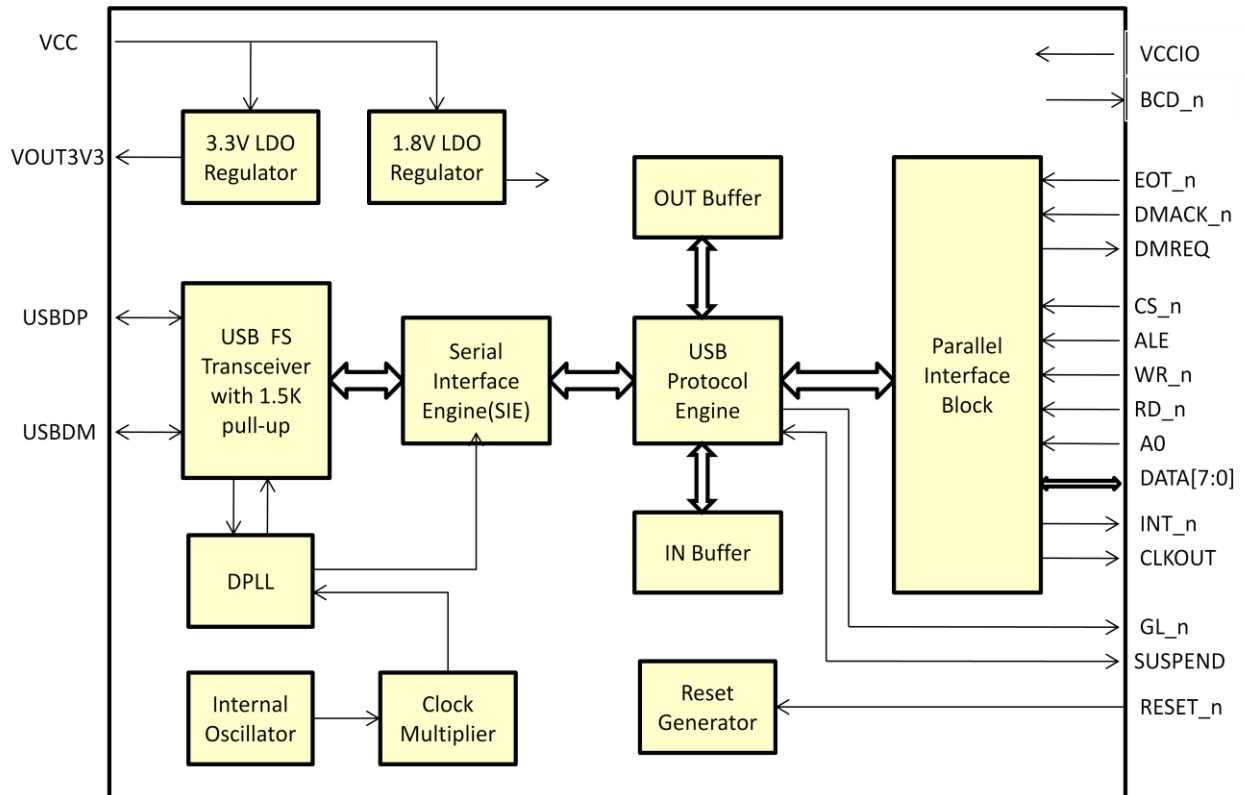 VCC
VCCIO
BCD_n
3.3V LDO
Regulator
1.8V LDO
Regulator
VOUT3V3
OUT Buffer
EOT_n
DMACK_n
DMREQ
USBDP
USBDM
USB FS
Transceiver
with 1.5K
pull-up
Serial
Interface
Engine(SIE)
USB
Protocol
Engine
Parallel
Interface
Block
CS_n
ALE
WR_n
RD_n
A0
DATA[7:0]
INT_n
CLKOUT
DPLL
IN Buffer
GL_n
SUSPEND
RESET_n
Internal
Oscillator
Clock
Multiplier
Reset
Generator